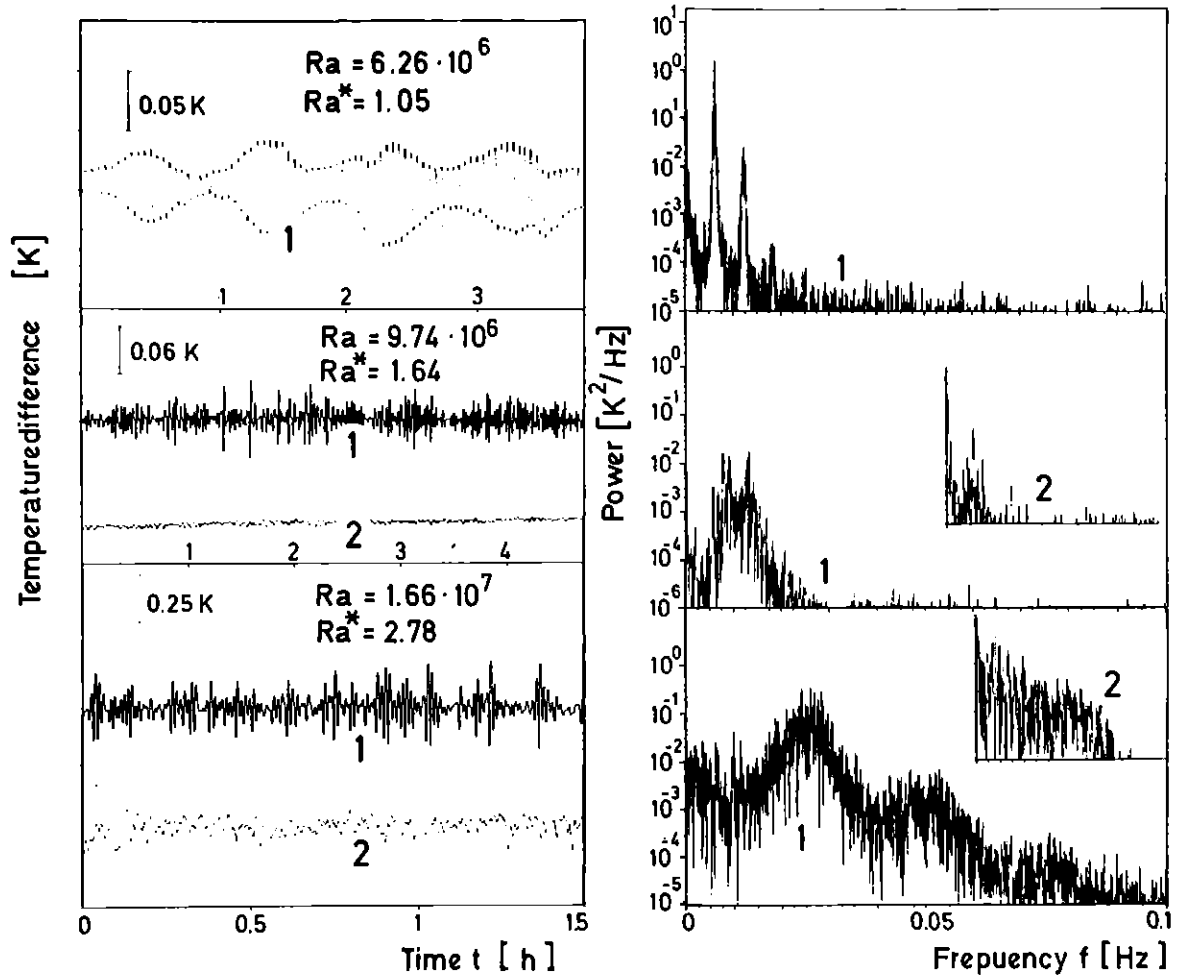 Temperaturedifference [K]
0.05 K
Ra = 6.26 · 10^6
Ra* = 1.05
1
1 2 3
0.06 K
Ra = 9.74 · 10^6
Ra* = 1.64
1
2
1 2 3 4
0.25 K
Ra = 1.66 · 10^7
Ra* = 2.78
1
2
0 0.5 1 1.5
Time t [h]
Power [K^2/Hz]
10^1
10^0
10^1
10^-2
10^-3
10^-4
10^-5
1
10^0
10^-1
10^-2
10^-3
10^-4
10^-6
1
2
10^0
10^-1
10^-2
10^-3
10^-4
10^-5
1
2
0 0.05 0.1
Frepuency f [Hz]